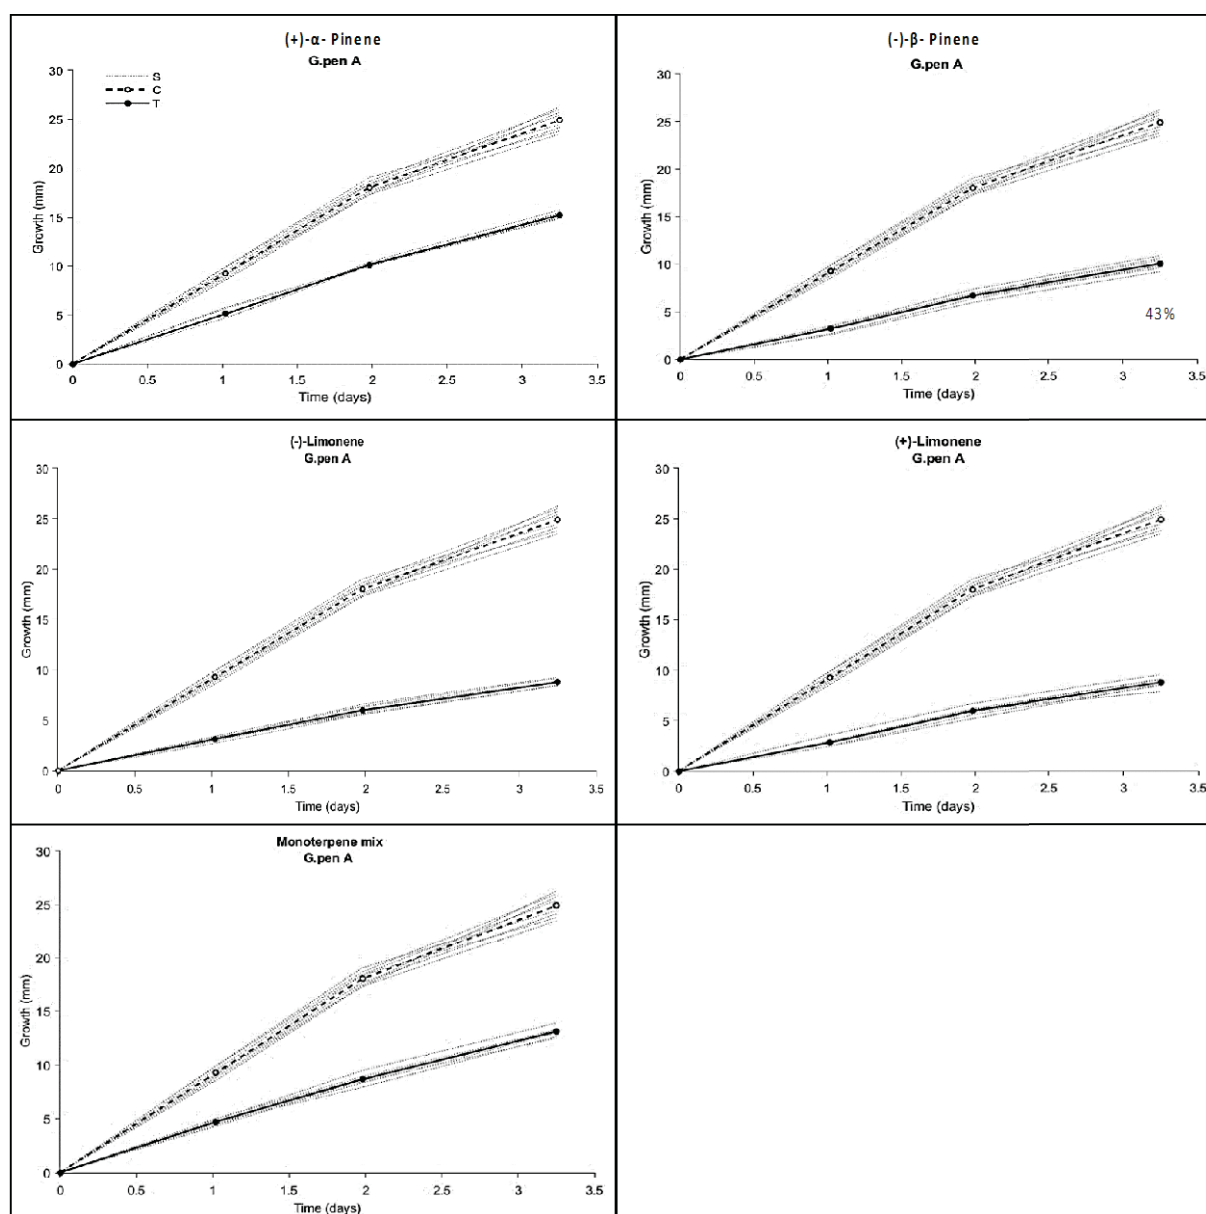 (+)-α- Pinene
G.pen A
30
25
20
15
10
5
0
Growth (mm)
S
C
T
0 0.5 1 1.5 2 2.5 3 3.5
Time (days)
(-)-β- Pinene
G.pen A
30
25
20
15
10
5
0
Growth (mm)
43%
0 0.5 1 1.5 2 2.5 3 3.5
Time (days)
(-)-Limonene
G.pen A
30
25
20
15
10
5
0
Growth (mm)
0 0.5 1 1.5 2 2.5 3 3.5
Time (days)
(+)-Limonene
G.pen A
30
25
20
15
10
5
0
Growth (mm)
0 0.5 1 1.5 2 2.5 3 3.5
Time (days)
Monoterpene mix
G.pen A
30
25
20
15
10
5
0
Growth (mm)
0 0.5 1 1.5 2 2.5 3 3.5
Time (days)